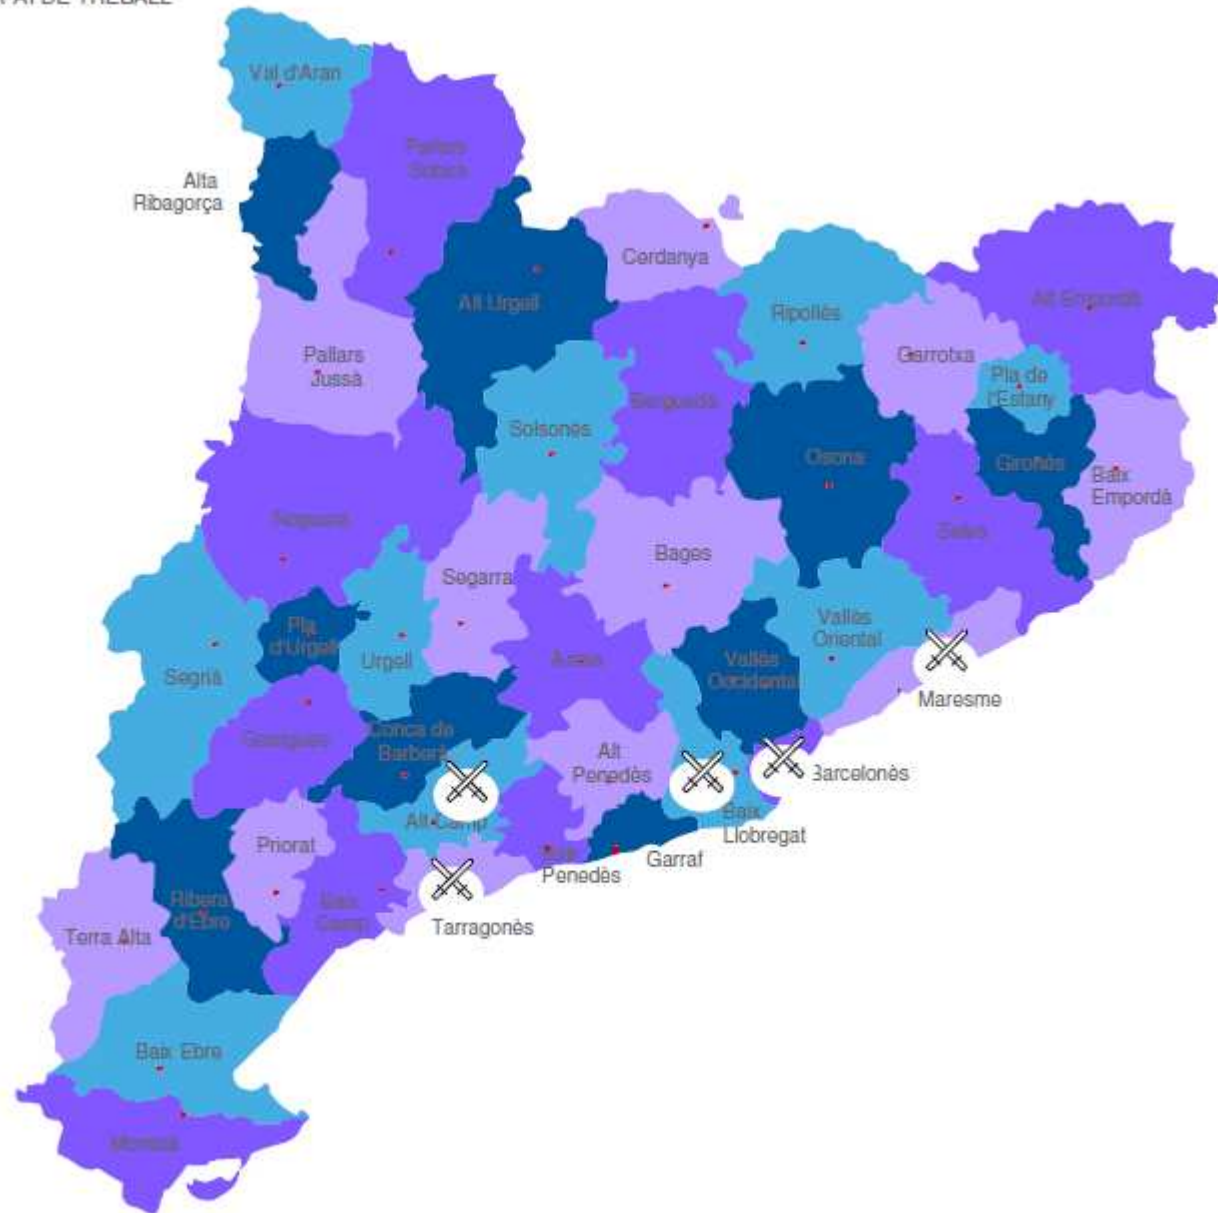 Val d'Aran
Pallars
Sobirà
Alta
Ribagorça
Cerdanya
Alt Urgell
Alt Empordà
Ripollès
Garrotxa
Pallars
Jussà
Pla de
l'Estany
Berguedà
Solsonès
Osona
Gironès
Baix
Empordà
Noguera
Selva
Bages
Segarra
Vallès
Oriental
Pla
d'Urgell
Urgell
Anoia
Vallès
Occidental
Segrià
Maresme
Garrigues
Conca de
Barberà
Alt
Penedès
Barcelonès
Alt Camp
Baix
Llobregat
Priorat
Garraf
Penedès
Ribera
d'Ebre
Baix
Camp
Tarragonès
Terra Alta
Baix Ebre
Montsià